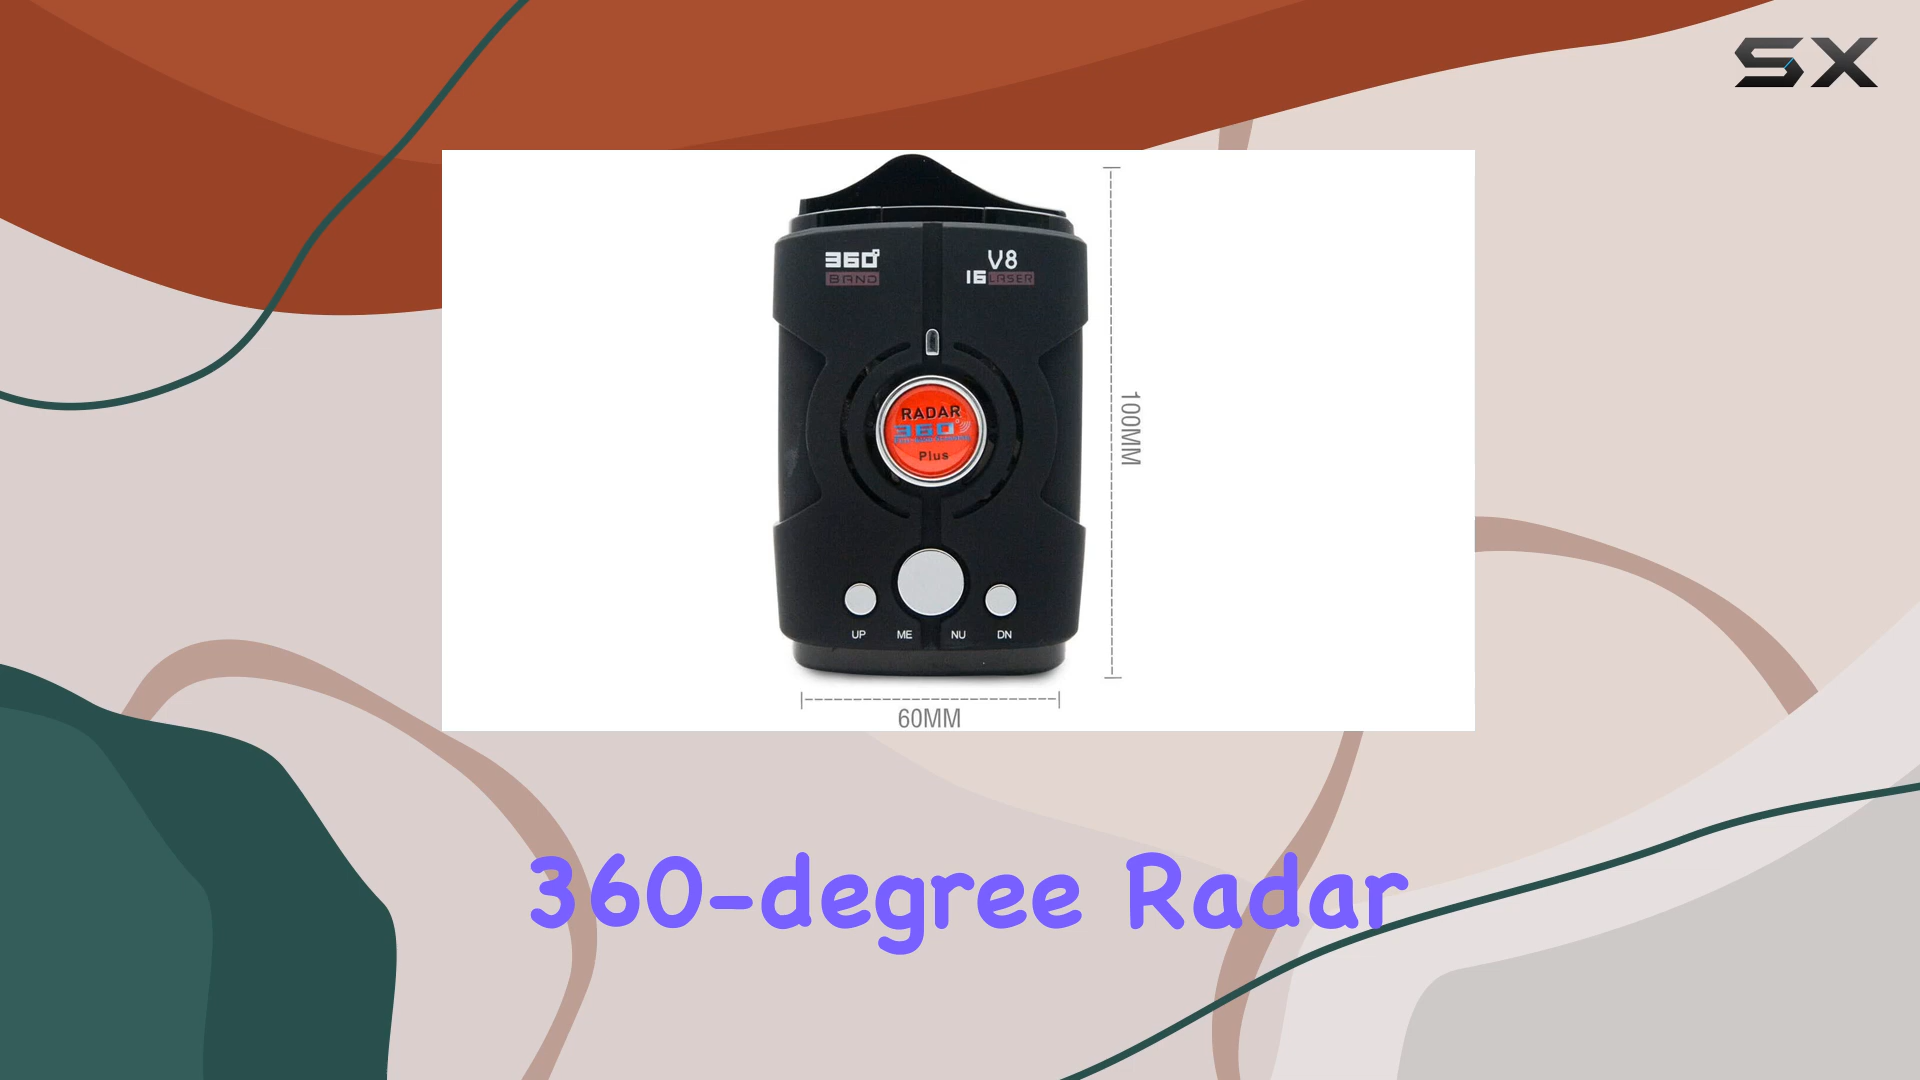 SX
360°
BAND
V8
16 LASER
RADAR
360°
Plus
UP ME NU DN
100MM
60MM
360-degree Radar